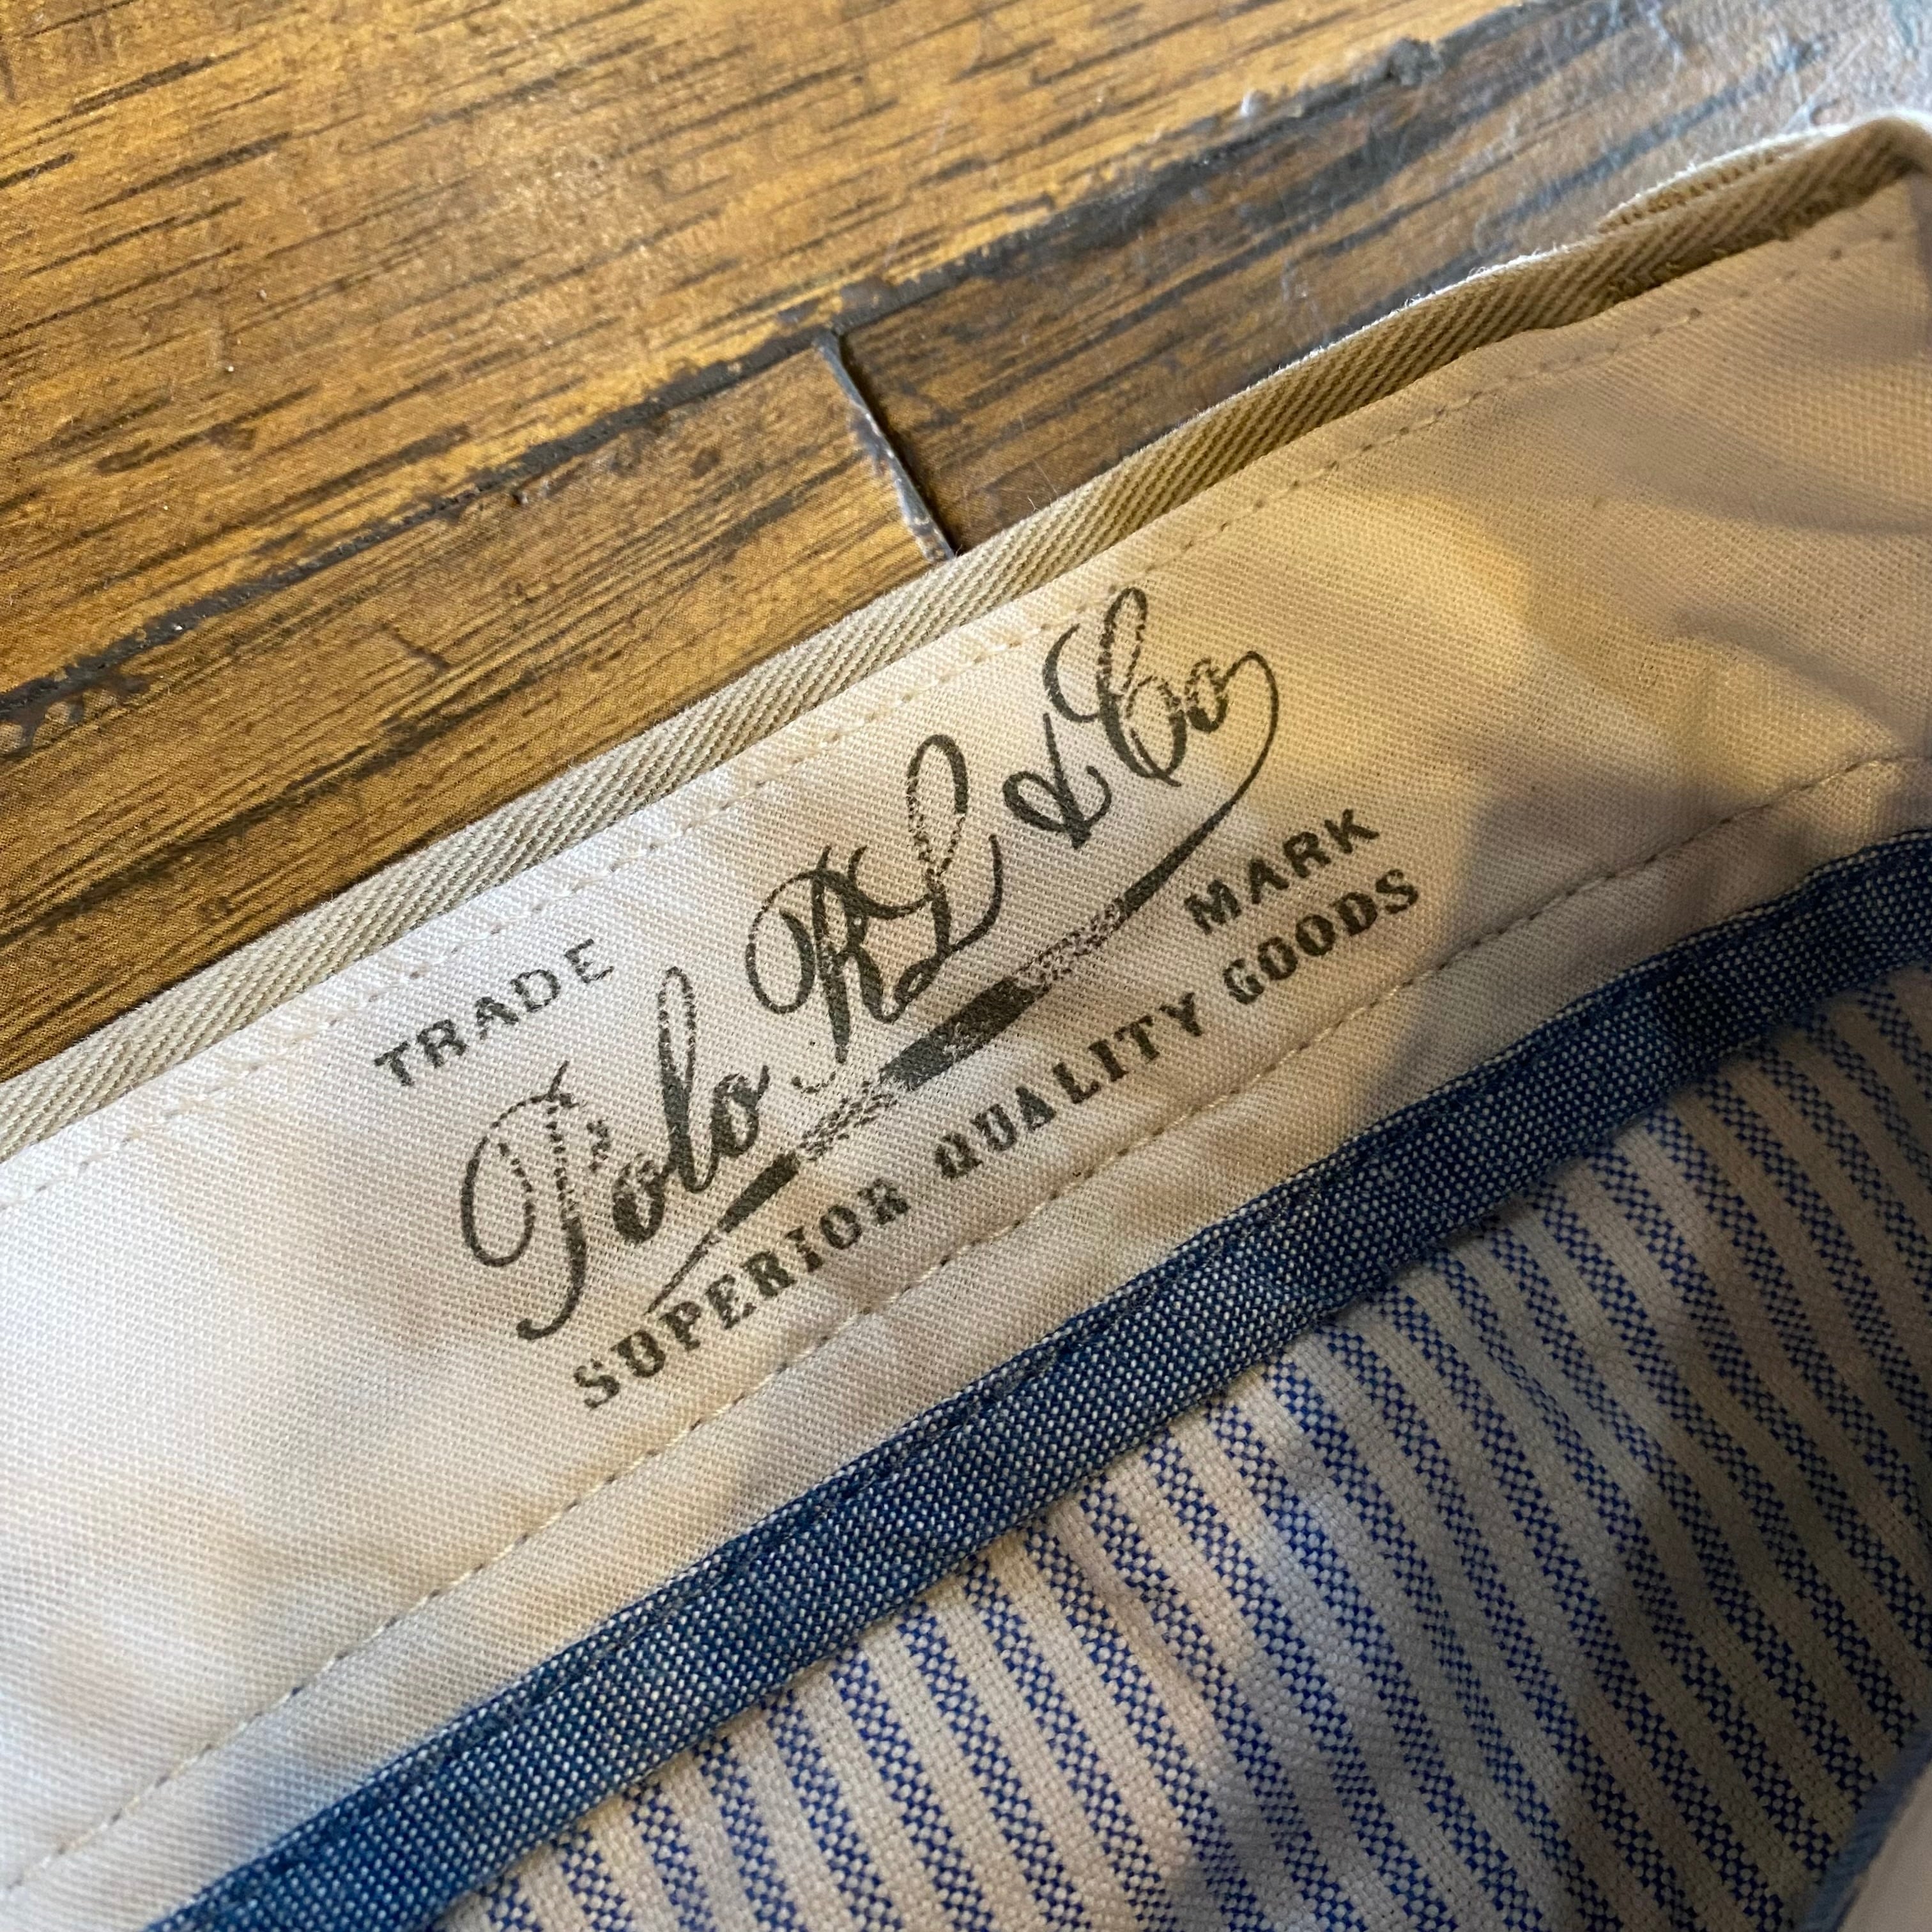 TRADE MARK
Polo RL & Co
SUPERIOR QUALITY GOODS